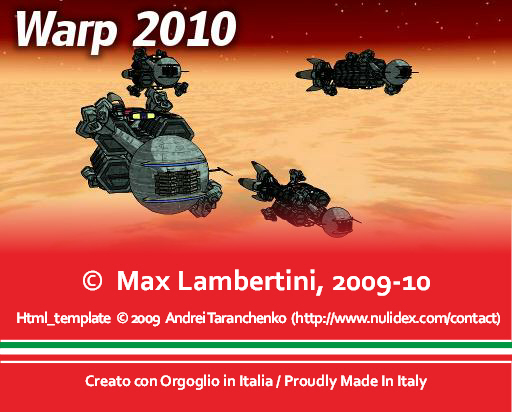 Warp 2010
© Max Lambertini, 2009-10
Html_template © 2009 Andrei Taranchenko (http://www.nulidex.com/contact)
Creato con Orgoglio in Italia / Proudly Made In Italy